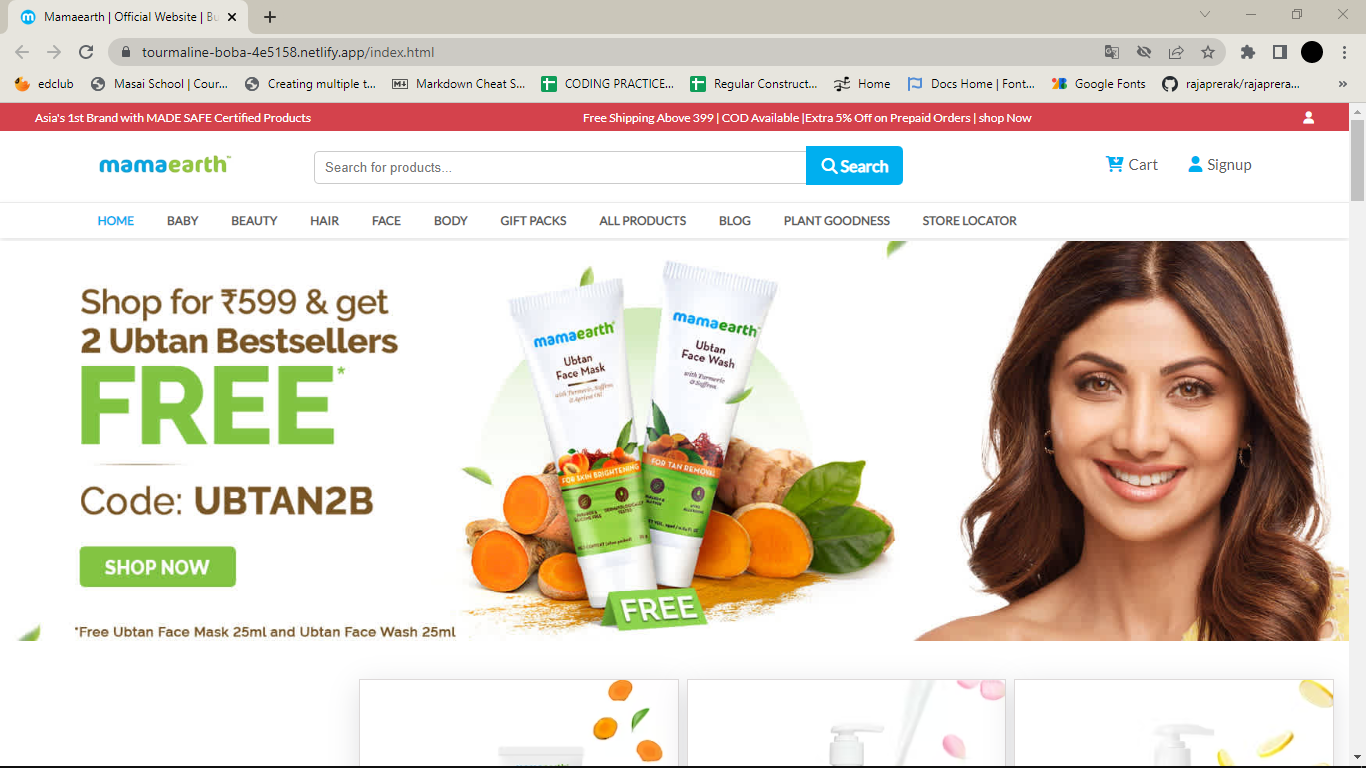 Mamaearth | Official Website | Bu
tourmaline-boba-4e5158.netlify.app/index.html
edclub
Masai School | Cour...
Creating multiple t...
Markdown Cheat S...
CODING PRACTICE...
Regular Construct...
Home
Docs Home | Font...
Google Fonts
rajaprerak/rajaprera...
»
Asia's 1st Brand with MADE SAFE Certified Products
Free Shipping Above 399 | COD Available |Extra 5% Off on Prepaid Orders | shop Now
mamaearth
Search for products...
Search
Cart
Signup
HOME
BABY
BEAUTY
HAIR
FACE
BODY
GIFT PACKS
ALL PRODUCTS
BLOG
PLANT GOODNESS
STORE LOCATOR
Shop for ₹599 & get
2 Ubtan Bestsellers
FREE*
Code: UBTAN2B
SHOP NOW
*Free Ubtan Face Mask 25ml and Ubtan Face Wash 25ml
mamaearth
Ubtan
Face Mask
with Turmeric, Saffron
& Apricot Oil
FOR SKIN BRIGHTENING
mamaearth
Ubtan
Face Wash
with Turmeric
& Saffron
FOR TAN REMOVAL
FREE